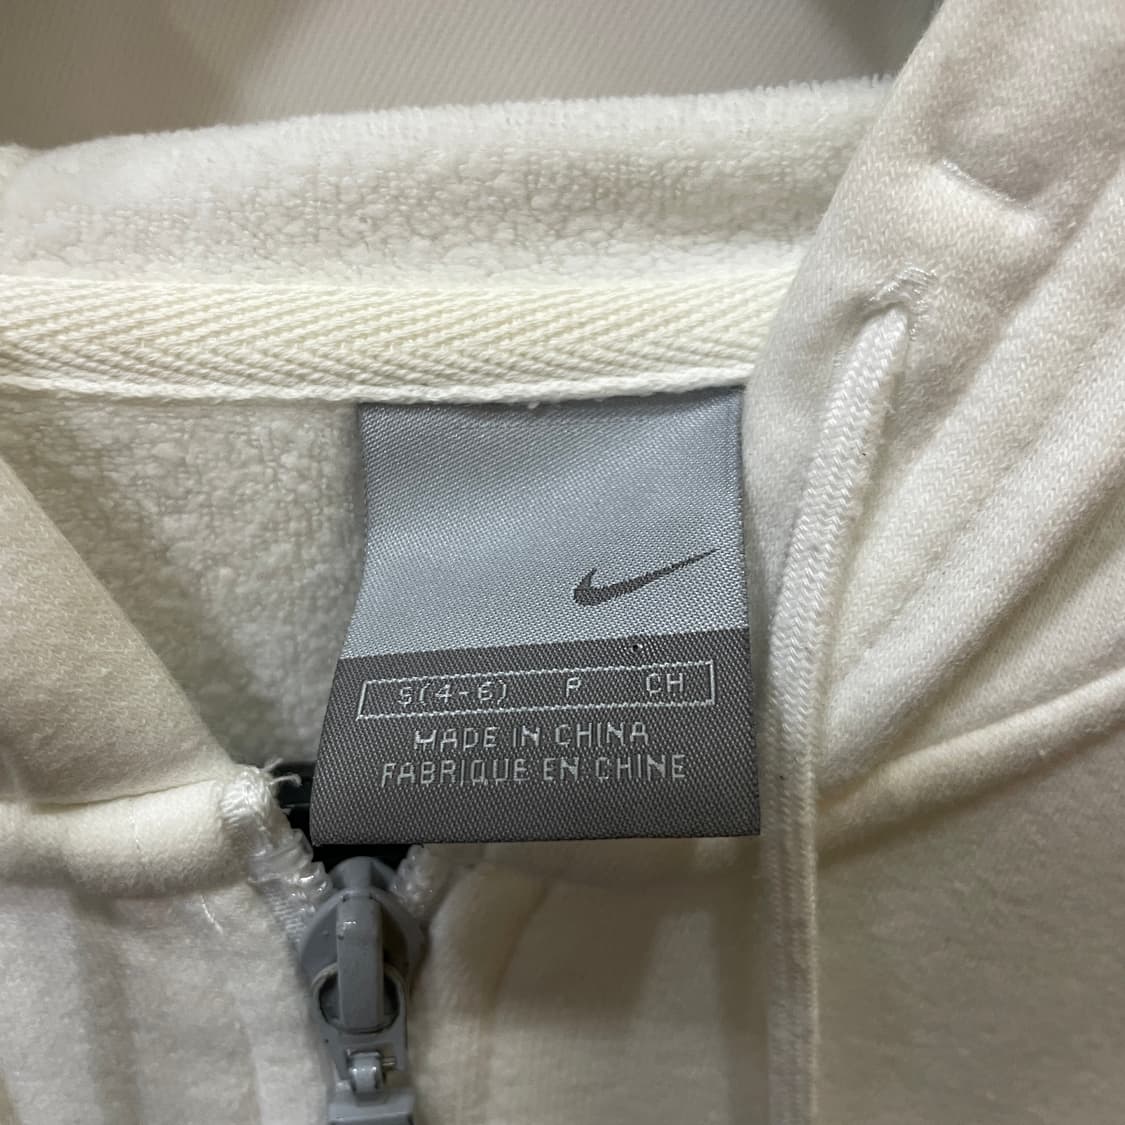 S(4-6) P CH
MADE IN CHINA
FABRIQUE EN CHINE